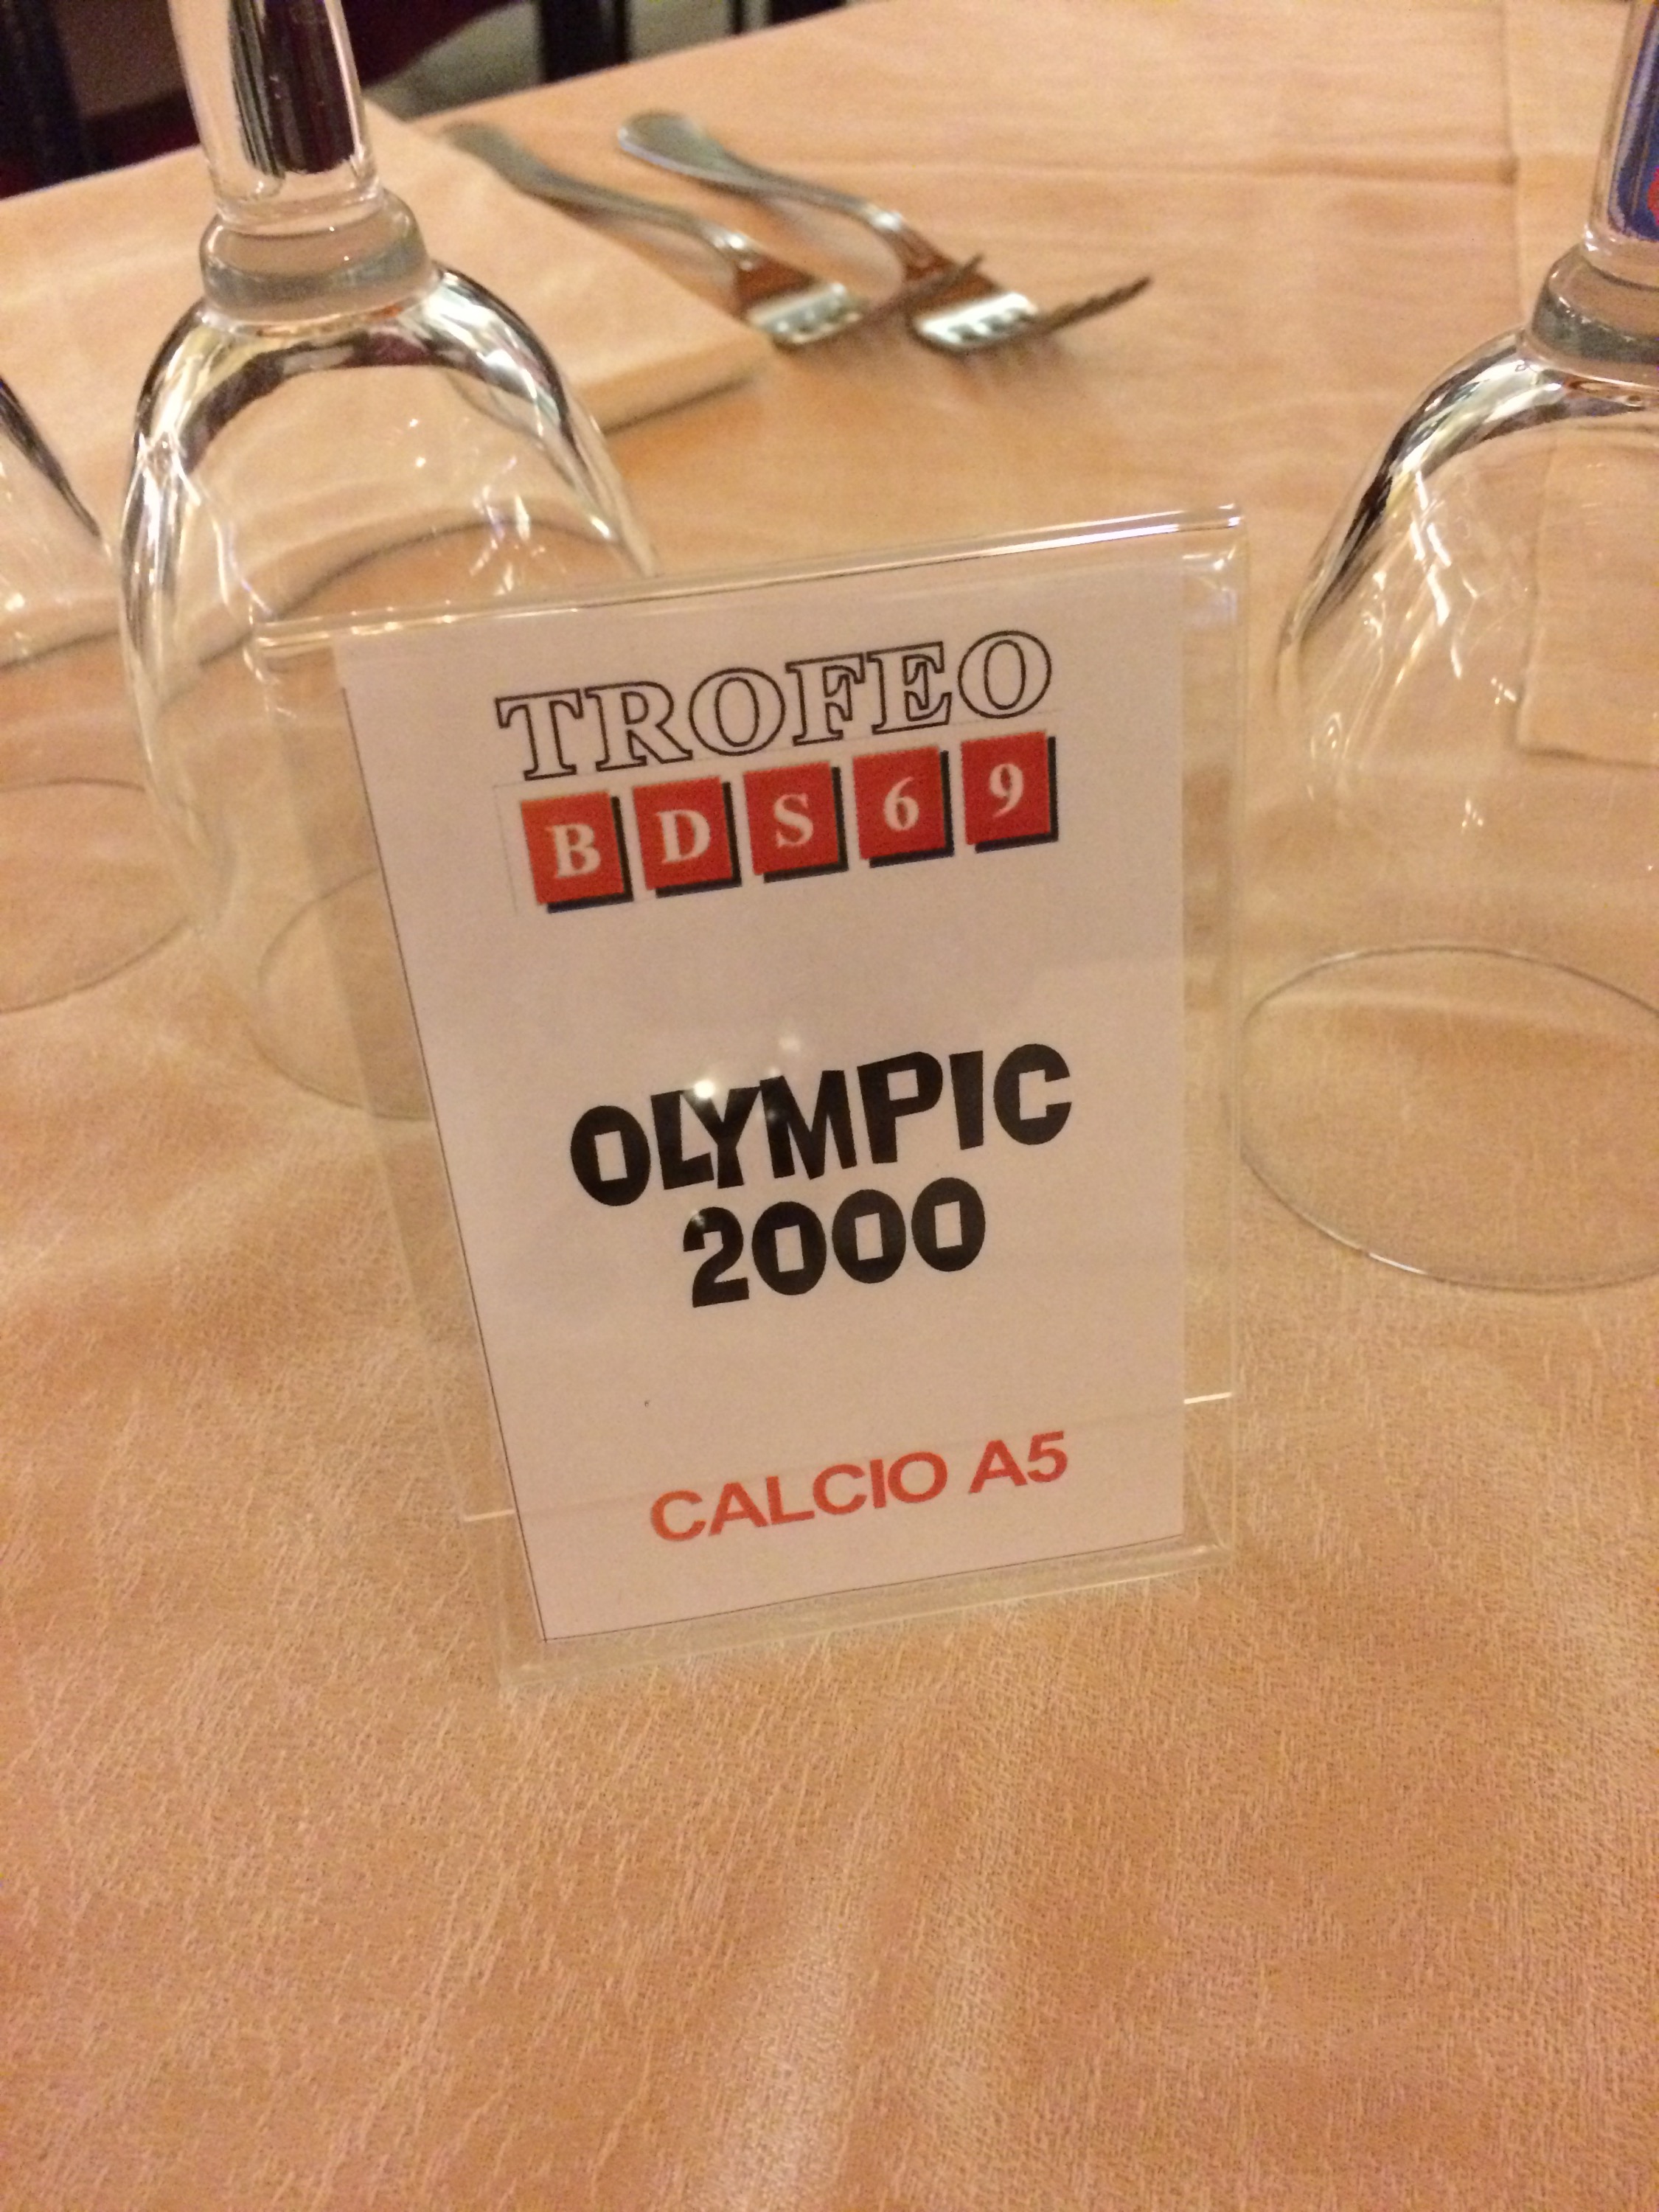 TROFEO
BDS69
OLYMPIC
2000
CALCIO A5